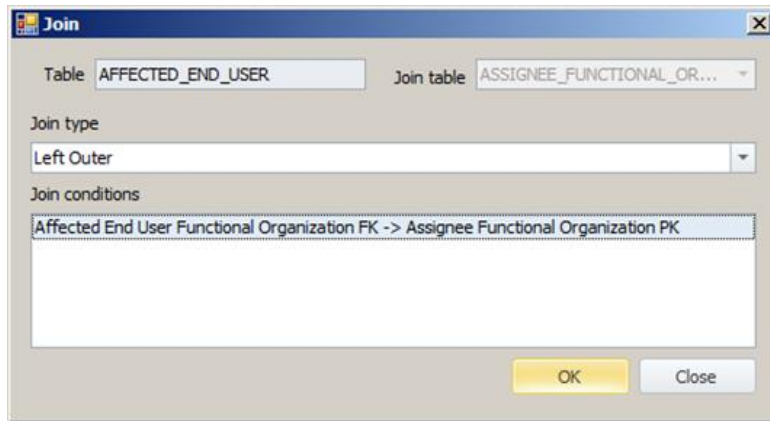 Join
Table AFFECTED_END_USER Join table ASSIGNEE_FUNCTIONAL_OR...
Join type
Left Outer
Join conditions
Affected End User Functional Organization FK -> Assignee Functional Organization PK
OK Close